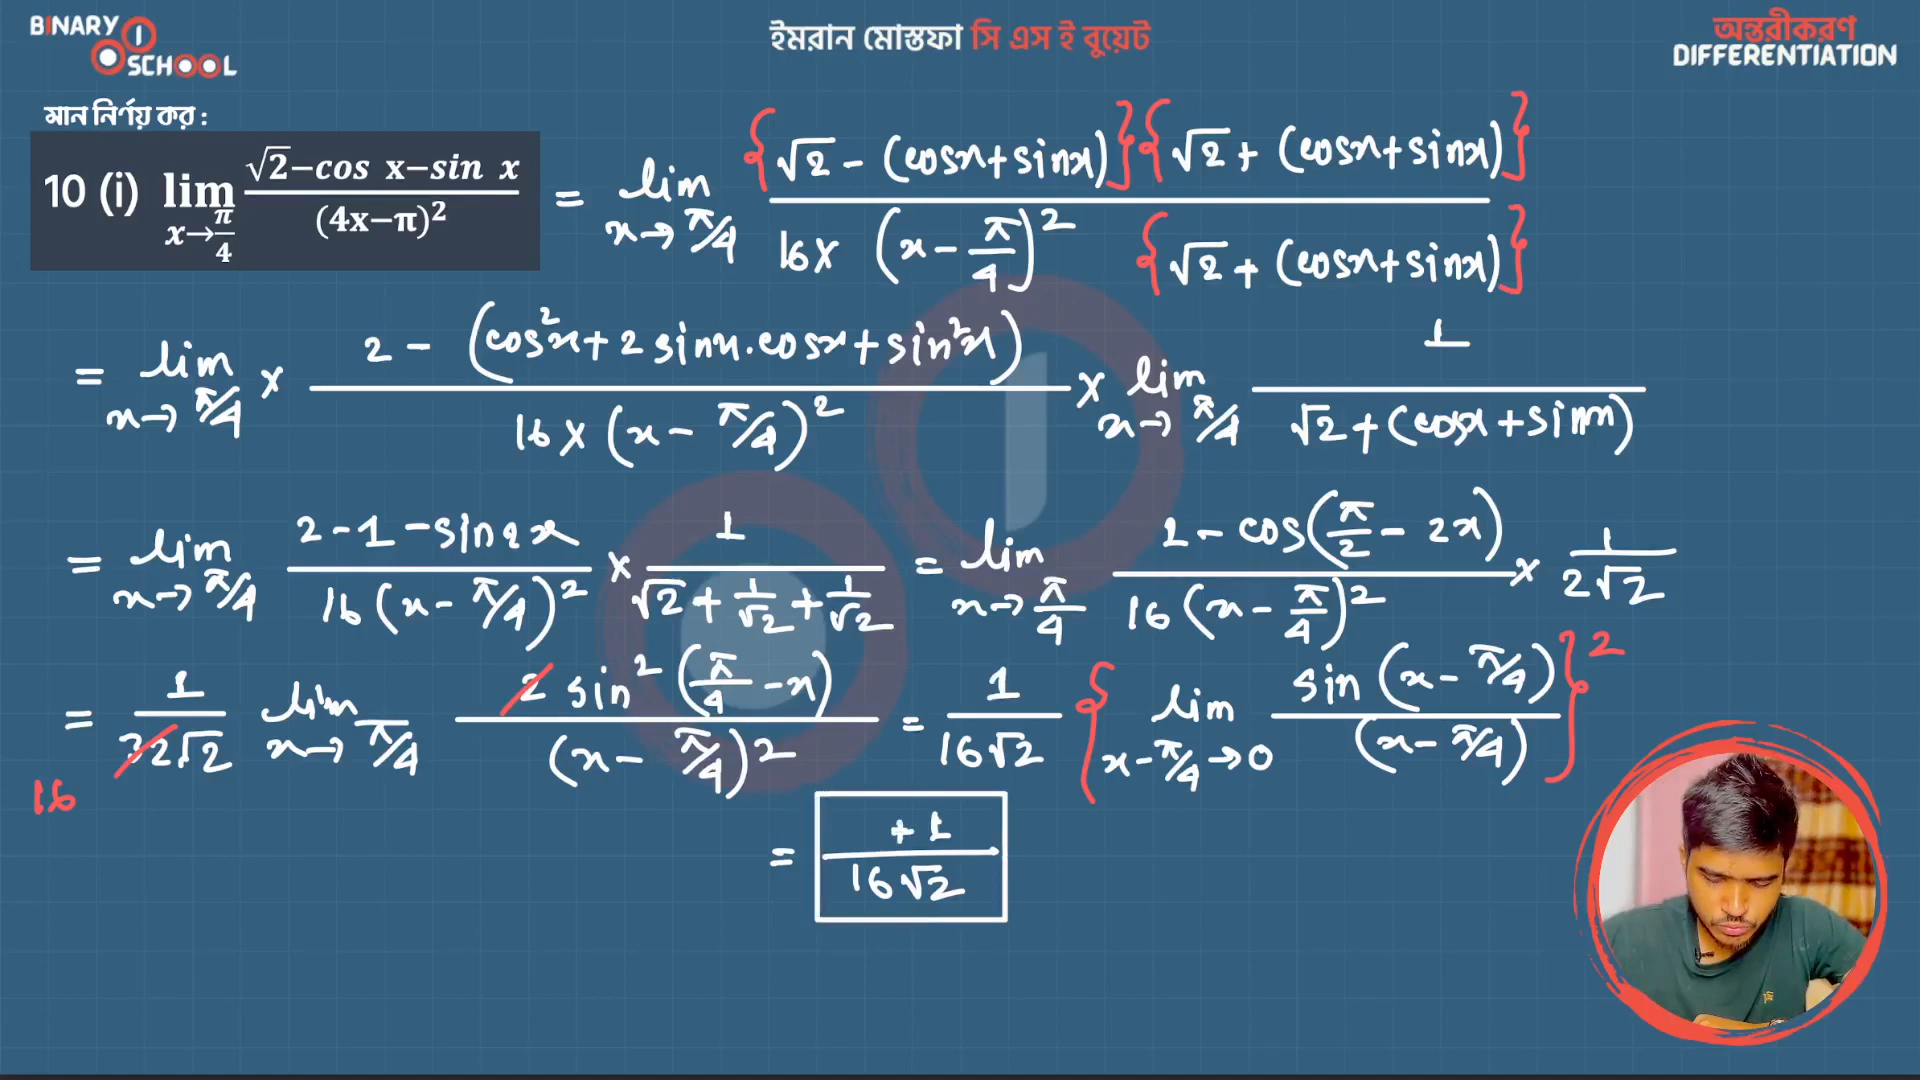 BINARY SCHOOL
ইমরান মোস্তফা সি এস ই বুয়েট
অন্তরীকরণ
DIFFERENTIATION
মান নির্ণয় কর :
10 (i) lim x→π/4 (√2−cos x−sin x)/(4x−π)²
= lim x→π/4 {√2 - (cosx+sinx)}{√2 + (cosx+sinx)} / 16× (x - π/4)² {√2 + (cosx+sinx)}
= lim x→π/4 × 2 - (cos²x + 2 sinx.cosx + sin²x) / 16 × (x - π/4)² × lim x→π/4 1 / √2 + (cosx + sinx)
= lim x→π/4 2-1-sin2x / 16(x - π/4)² × 1 / √2 + 1/√2 + 1/√2 = lim x→π/4 2 - cos(π/2 - 2x) / 16(x - π/4)² × 1 / 2√2
= 1 / 32√2 lim x→π/4 2 sin²(π/4 - x) / (x - π/4)² = 1 / 16√2 { lim x-π/4→0 sin(x - π/4) / (x - π/4) }²
16
= +1 / 16√2